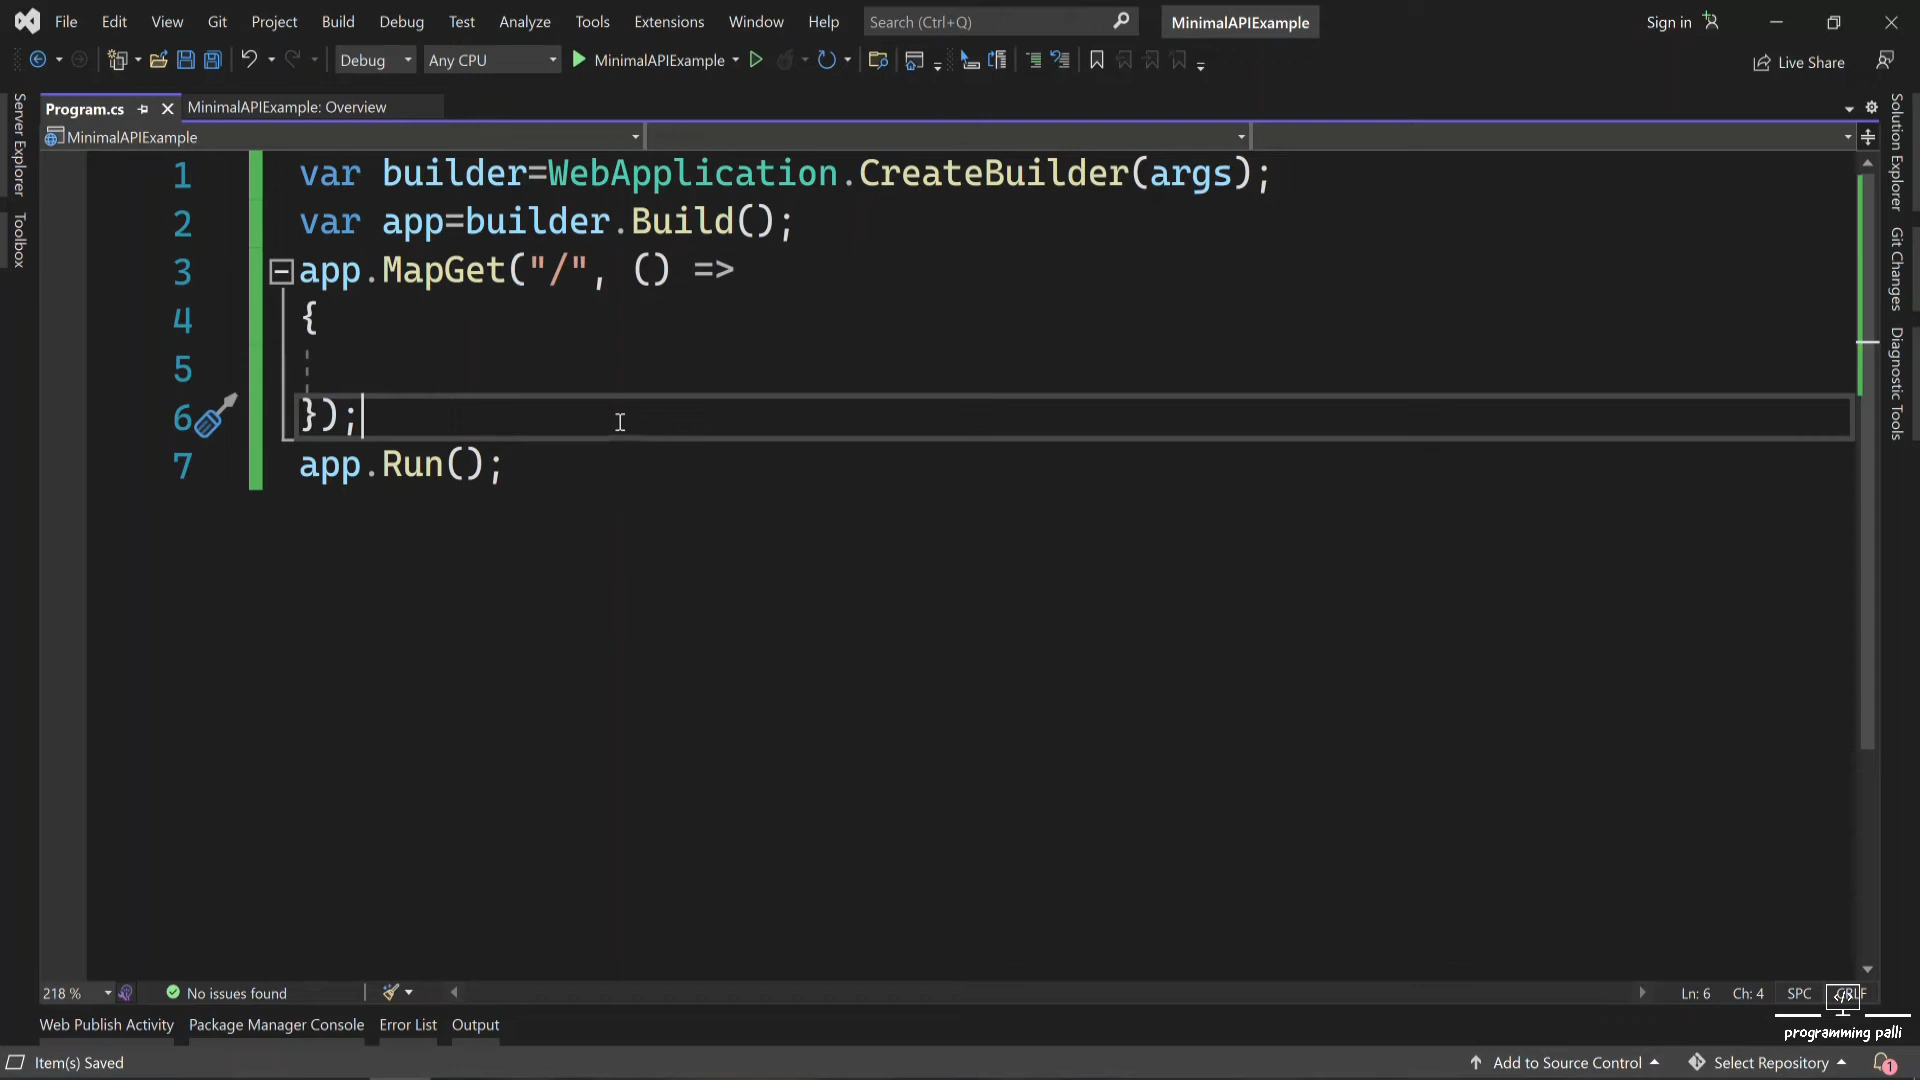 File Edit View Git Project Build Debug Test Analyze Tools Extensions Window Help Search (Ctrl+Q) MinimalAPIExample Sign in
Debug Any CPU MinimalAPIExample Live Share
Program.cs MinimalAPIExample: Overview
MinimalAPIExample
Server Explorer
Toolbox
1 var builder=WebApplication.CreateBuilder(args);
2 var app=builder.Build();
3 app.MapGet("/", () =>
4 {
5
6 });
7 app.Run();
Solution Explorer
Git Changes
Diagnostic Tools
218 % No issues found Ln: 6 Ch: 4 SPC CRLF
Web Publish Activity Package Manager Console Error List Output
programming palli
Item(s) Saved Add to Source Control Select Repository 1